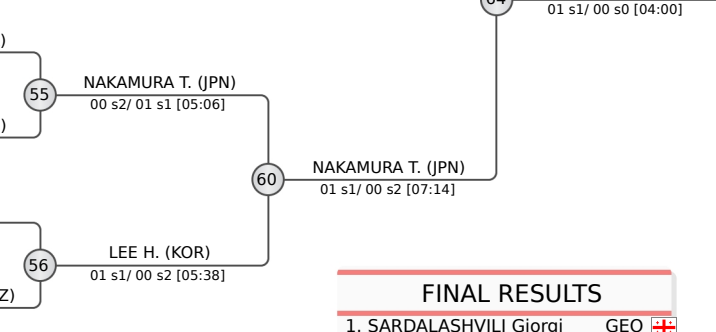 01 s1/ 00 s0 [04:00]
)
NAKAMURA T. (JPN)
55
00 s2/ 01 s1 [05:06]
)
NAKAMURA T. (JPN)
60
01 s1/ 00 s2 [07:14]
LEE H. (KOR)
56
01 s1/ 00 s2 [05:38]
Z)
FINAL RESULTS
1. SARDALASHVILI Giorgi GEO